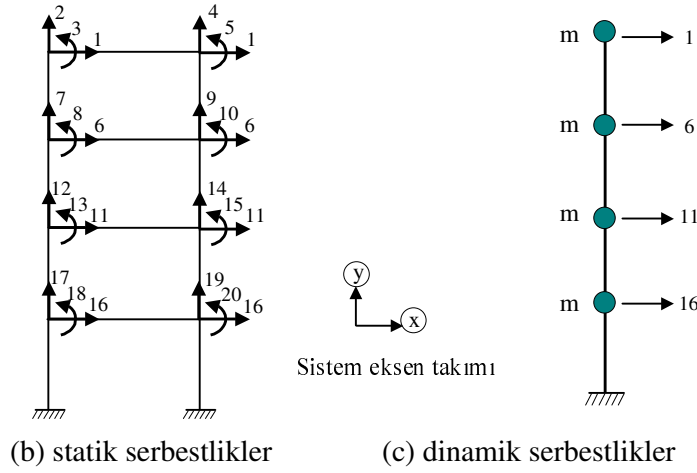 2 3 1 4 5 1
7 8 6 9 10 6
12 13 11 14 15 11
17 18 16 19 20 16
y
x
Sistem eksen takımı
m 1
m 6
m 11
m 16
(b) statik serbestlikler (c) dinamik serbestlikler